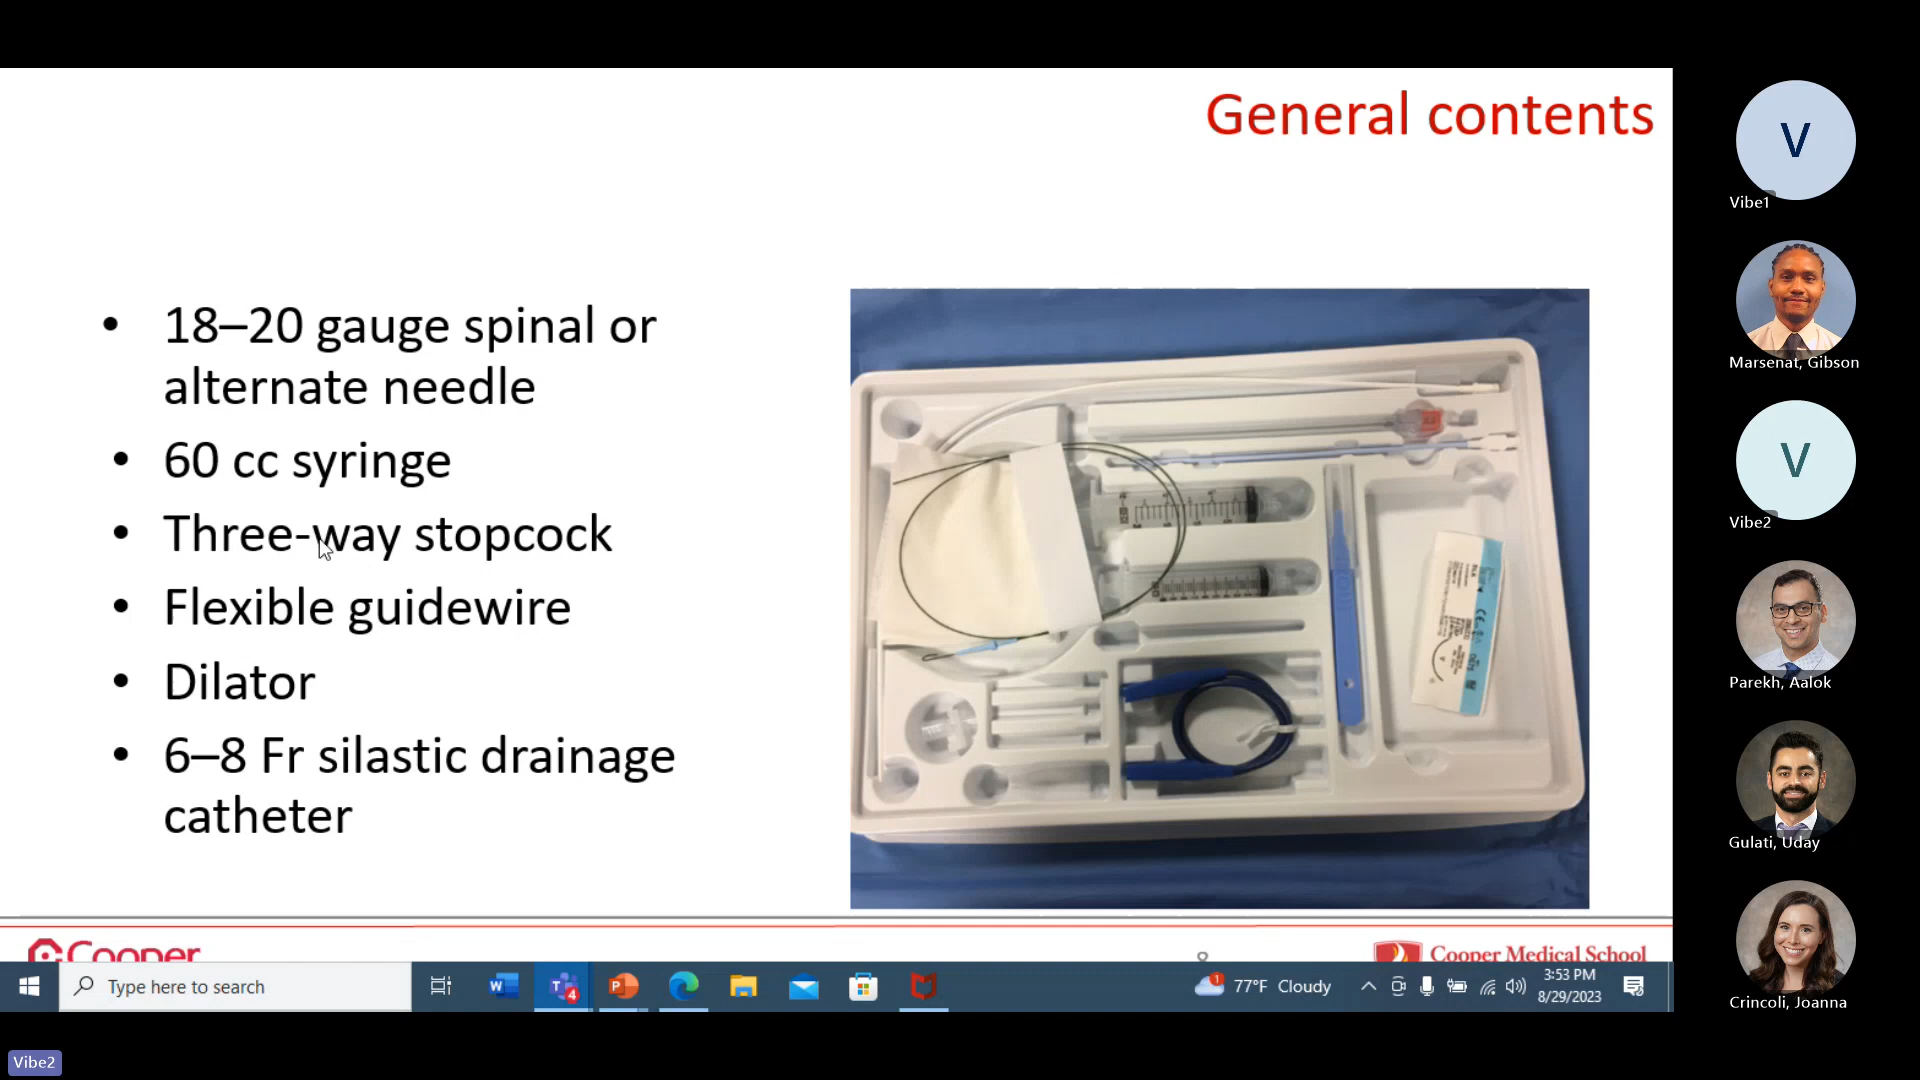 General contents
• 18–20 gauge spinal or
alternate needle
• 60 cc syringe
• Three-way stopcock
• Flexible guidewire
• Dilator
• 6–8 Fr silastic drainage
catheter
Cooper
Cooper Medical School
Type here to search
4
1
77°F Cloudy
3:53 PM
8/29/2023
V
Vibe1
Marsenat, Gibson
V
Vibe2
Parekh, Aalok
Gulati, Uday
Crincoli, Joanna
Vibe2